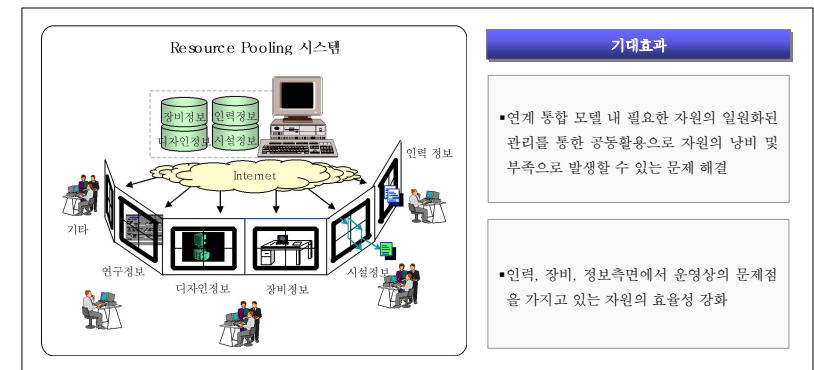 Resource Pooling 시스템
장비정보 인력정보
디자인정보 시설정보
인력 정보
Internet
기타
연구정보
시설정보
디자인정보
장비정보
기대효과
▪연계 통합 모델 내 필요한 자원의 일원화된
관리를 통한 공동활용으로 자원의 낭비 및
부족으로 발생할 수 있는 문제 해결
▪인력, 장비, 정보측면에서 운영상의 문제점
을 가지고 있는 자원의 효율성 강화